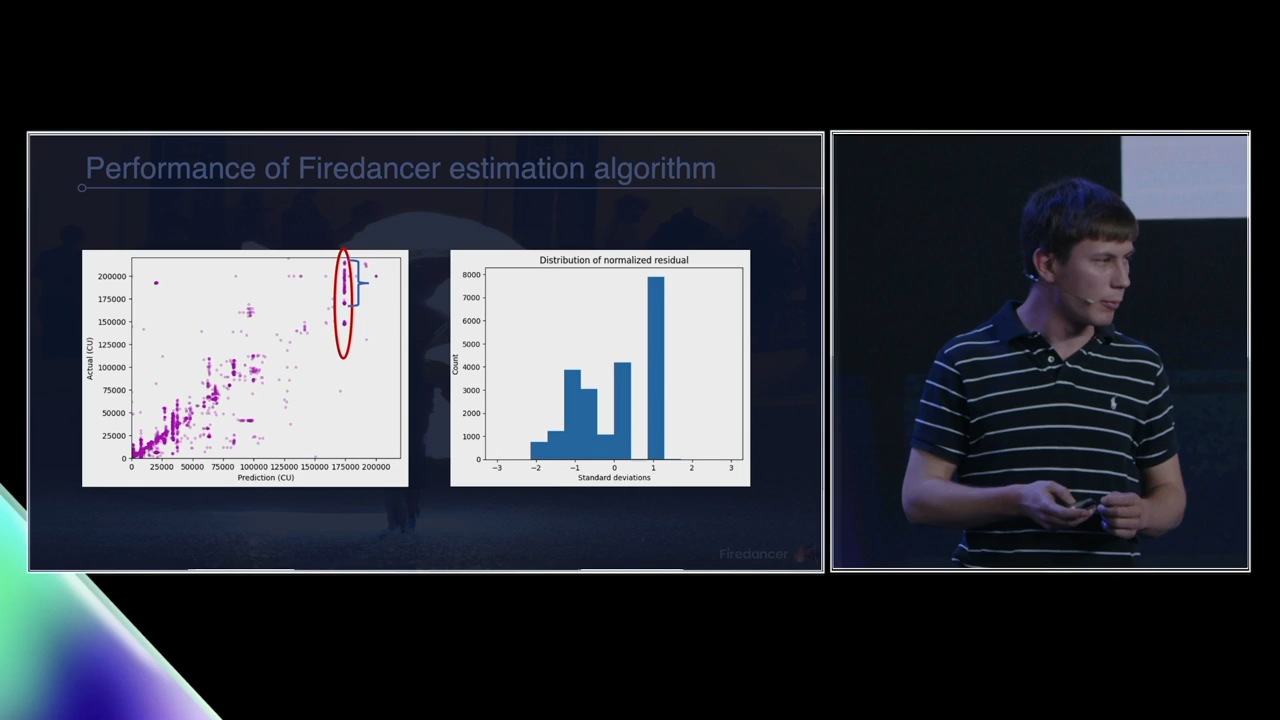 Performance of Firedancer estimation algorithm
Actual (CU)
200000
175000
150000
125000
100000
75000
50000
25000
0
0 25000 50000 75000 100000 125000 150000 175000 200000
Prediction (CU)
Distribution of normalized residual
Count
8000
7000
6000
5000
4000
3000
2000
1000
0
−3 −2 −1 0 1 2 3
Standard deviations
Firedancer